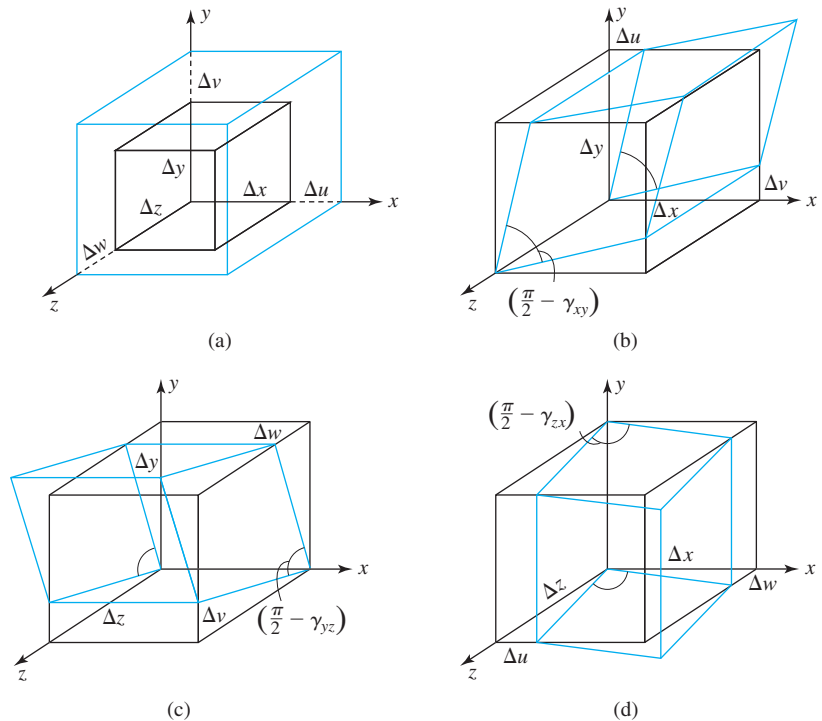 y
Δv
Δy
Δx
Δu
x
Δz
Δw
z
(a)
y
Δu
Δy
Δv
Δx
x
z
(π/2 − γxy)
(b)
y
Δw
Δy
x
Δz
Δv
(π/2 − γyz)
z
(c)
y
(π/2 − γzx)
Δx
x
Δz
Δw
Δu
z
(d)